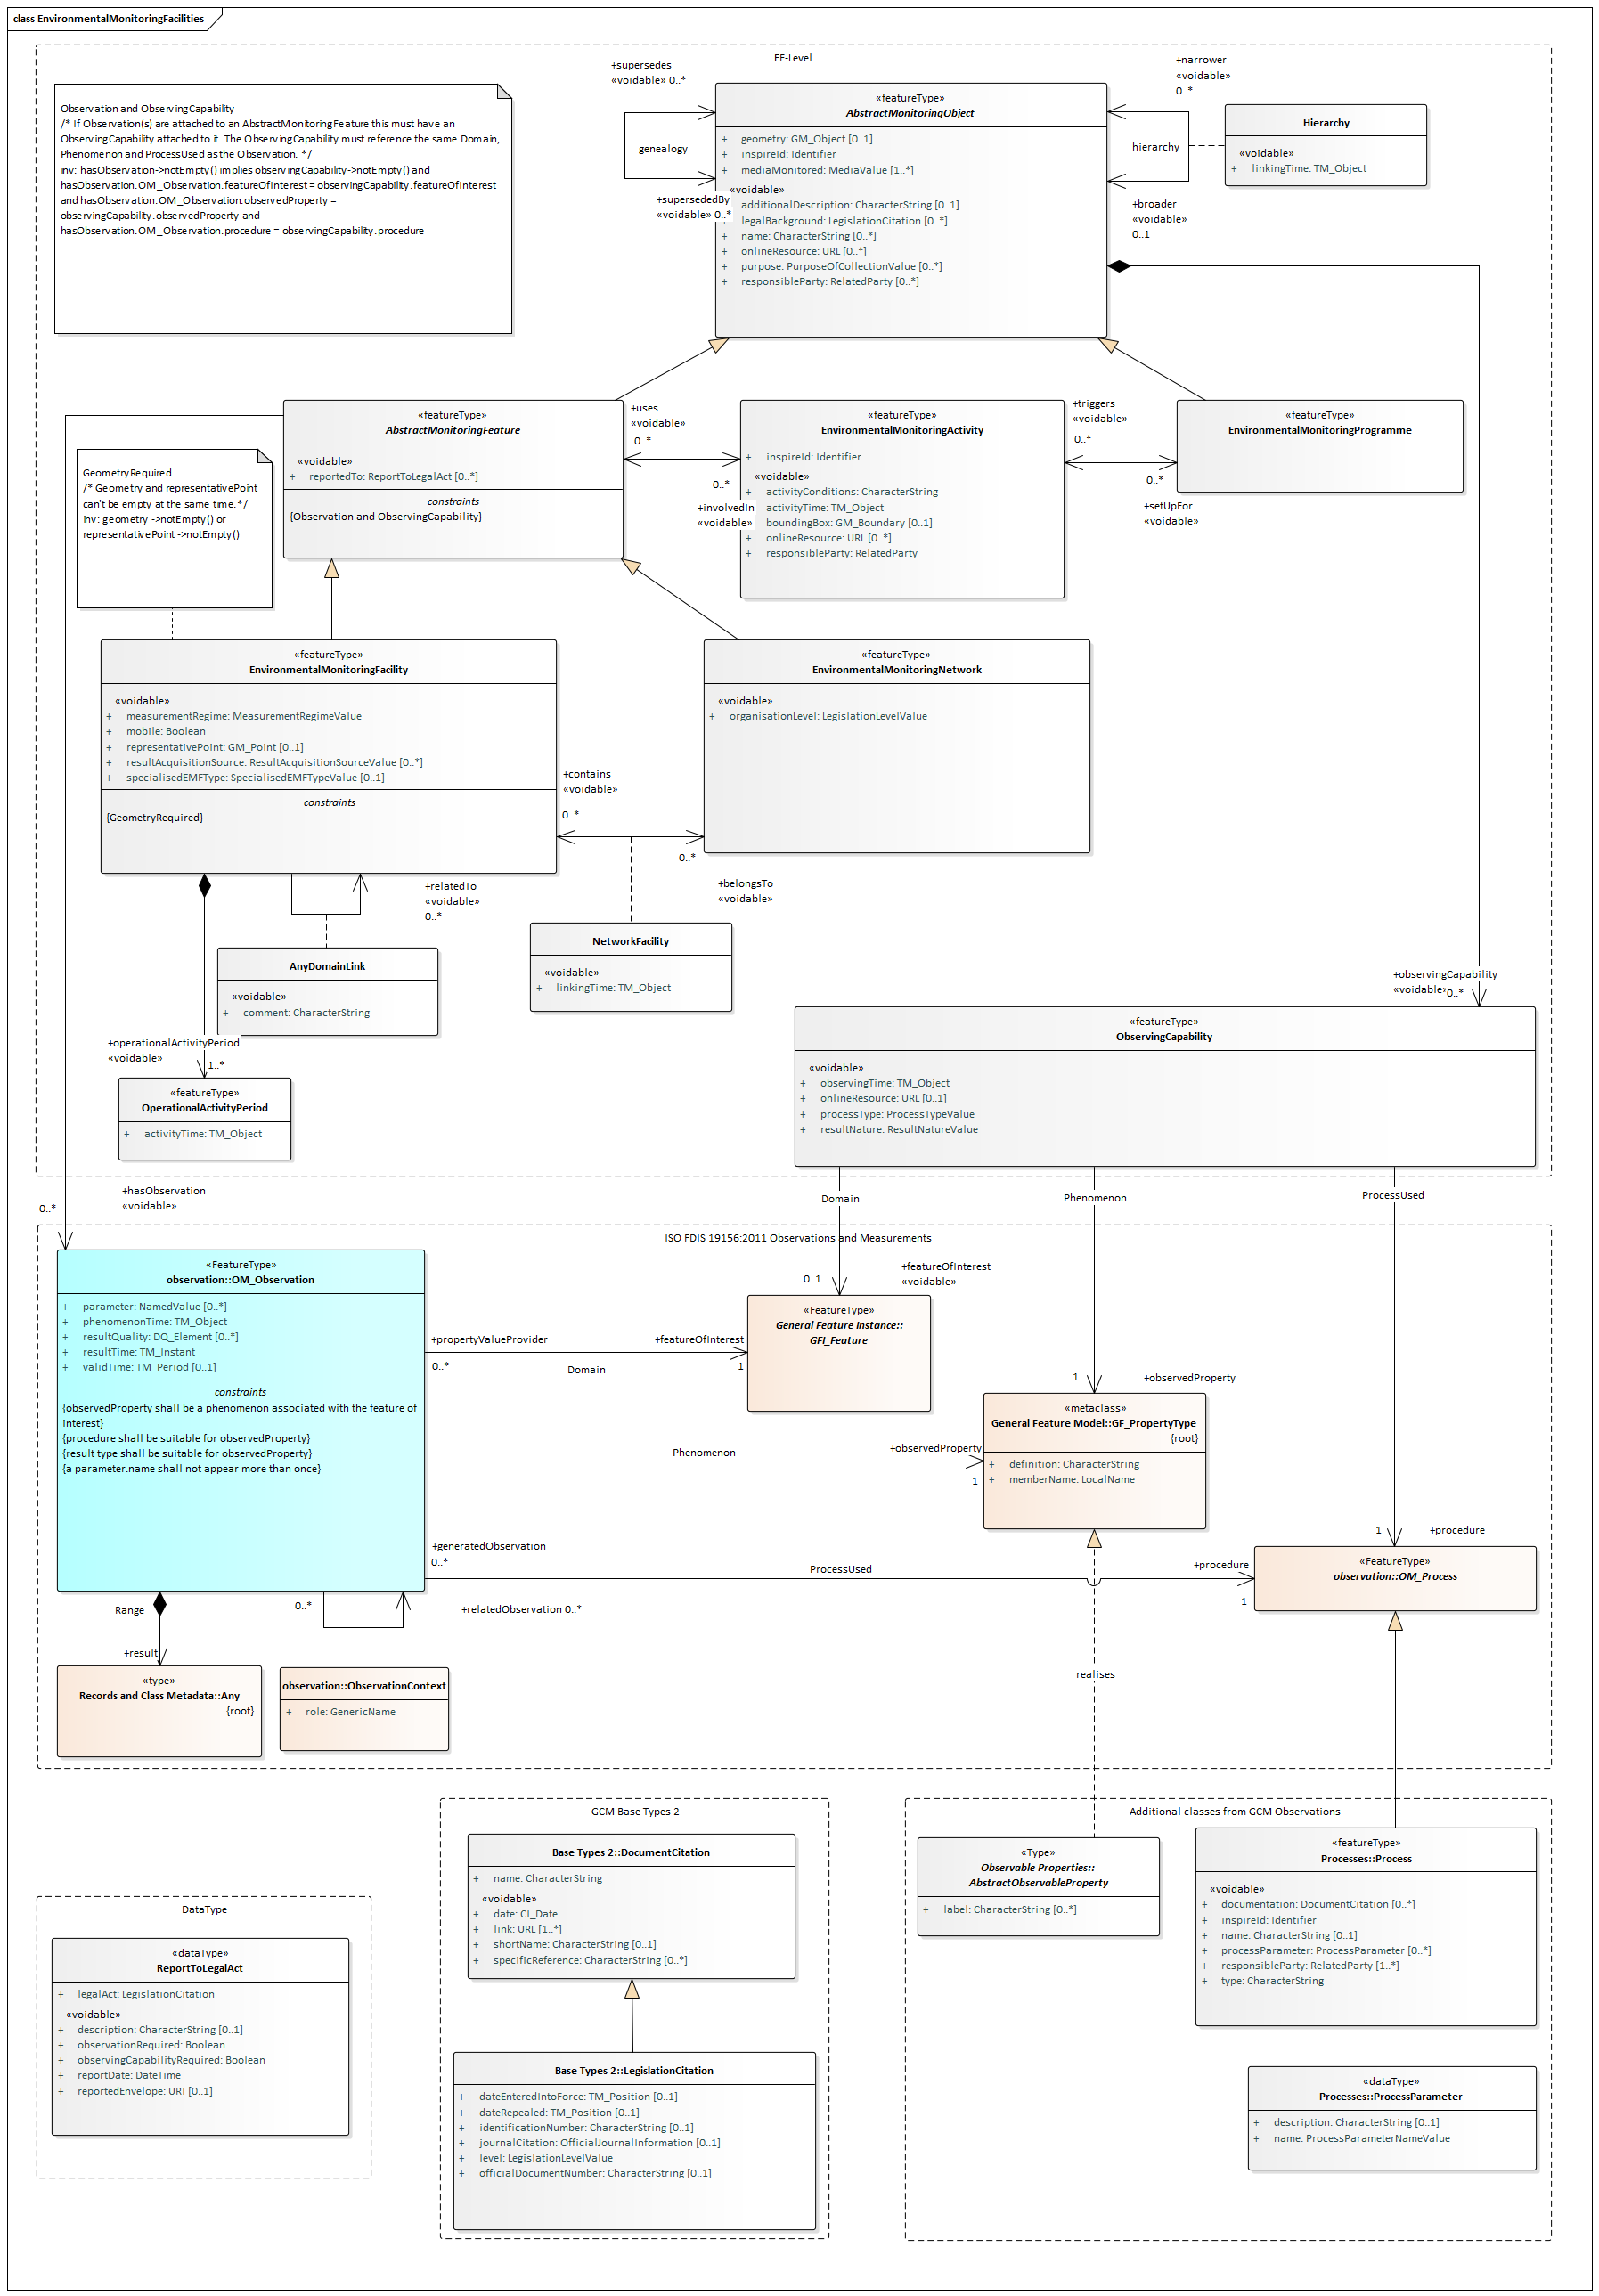 class EnvironmentalMonitoringFacilities
EF-Level
Observation and ObservingCapability
/* If Observation(s) are attached to an AbstractMonitoringFeature this must have an
ObservingCapability attached to it. The ObservingCapability must reference the same Domain,
Phenomenon and ProcessUsed as the Observation. */
inv: hasObservation->notEmpty() implies observingCapability->notEmpty() and
hasObservation.OM_Observation.featureOfInterest = observingCapability.featureOfInterest
and hasObservation.OM_Observation.observedProperty =
observingCapability.observedProperty and
hasObservation.OM_Observation.procedure = observingCapability.procedure
+supersedes
«voidable» 0..*
genealogy
+supersededBy
«voidable» 0..*
«featureType»
AbstractMonitoringObject
+ geometry: GM_Object [0..1]
+ inspireId: Identifier
+ mediaMonitored: MediaValue [1..*]
«voidable»
+ additionalDescription: CharacterString [0..1]
+ legalBackground: LegislationCitation [0..*]
+ name: CharacterString [0..*]
+ onlineResource: URL [0..*]
+ purpose: PurposeOfCollectionValue [0..*]
+ responsibleParty: RelatedParty [0..*]
+narrower
«voidable»
0..*
hierarchy
+broader
«voidable»
0..1
Hierarchy
«voidable»
+ linkingTime: TM_Object
«featureType»
AbstractMonitoringFeature
«voidable»
+ reportedTo: ReportToLegalAct [0..*]
constraints
{Observation and ObservingCapability}
+uses
«voidable»
0..*
0..*
+involvedIn
«voidable»
«featureType»
EnvironmentalMonitoringActivity
+ inspireId: Identifier
«voidable»
+ activityConditions: CharacterString
+ activityTime: TM_Object
+ boundingBox: GM_Boundary [0..1]
+ onlineResource: URL [0..*]
+ responsibleParty: RelatedParty
+triggers
«voidable»
0..*
0..*
+setUpFor
«voidable»
«featureType»
EnvironmentalMonitoringProgramme
GeometryRequired
/* Geometry and representativePoint
can't be empty at the same time.*/
inv: geometry ->notEmpty() or
representativePoint ->notEmpty()
«featureType»
EnvironmentalMonitoringFacility
«voidable»
+ measurementRegime: MeasurementRegimeValue
+ mobile: Boolean
+ representativePoint: GM_Point [0..1]
+ resultAcquisitionSource: ResultAcquisitionSourceValue [0..*]
+ specialisedEMFType: SpecialisedEMFTypeValue [0..1]
constraints
{GeometryRequired}
+contains
«voidable»
0..*
0..*
+belongsTo
«voidable»
«featureType»
EnvironmentalMonitoringNetwork
«voidable»
+ organisationLevel: LegislationLevelValue
+relatedTo
«voidable»
0..*
AnyDomainLink
«voidable»
+ comment: CharacterString
NetworkFacility
«voidable»
+ linkingTime: TM_Object
+operationalActivityPeriod
«voidable»
1..*
«featureType»
OperationalActivityPeriod
+ activityTime: TM_Object
+observingCapability
«voidable» 0..*
«featureType»
ObservingCapability
«voidable»
+ observingTime: TM_Object
+ onlineResource: URL [0..1]
+ processType: ProcessTypeValue
+ resultNature: ResultNatureValue
+hasObservation
«voidable»
0..*
Domain
Phenomenon
ProcessUsed
ISO FDIS 19156:2011 Observations and Measurements
«FeatureType»
observation::OM_Observation
+ parameter: NamedValue [0..*]
+ phenomenonTime: TM_Object
+ resultQuality: DQ_Element [0..*]
+ resultTime: TM_Instant
+ validTime: TM_Period [0..1]
constraints
{observedProperty shall be a phenomenon associated with the feature of
interest}
{procedure shall be suitable for observedProperty}
{result type shall be suitable for observedProperty}
{a parameter.name shall not appear more than once}
0..1
+featureOfInterest
«voidable»
+propertyValueProvider
0..*
Domain
+featureOfInterest
1
«FeatureType»
General Feature Instance::
GFI_Feature
1
+observedProperty
Phenomenon
+observedProperty
1
«metaclass»
General Feature Model::GF_PropertyType
{root}
+ definition: CharacterString
+ memberName: LocalName
+generatedObservation
0..*
ProcessUsed
+procedure
1
1
+procedure
«FeatureType»
observation::OM_Process
Range
+result
0..*
+relatedObservation 0..*
«type»
Records and Class Metadata::Any
{root}
observation::ObservationContext
+ role: GenericName
realises
GCM Base Types 2
Base Types 2::DocumentCitation
+ name: CharacterString
«voidable»
+ date: CI_Date
+ link: URL [1..*]
+ shortName: CharacterString [0..1]
+ specificReference: CharacterString [0..*]
Base Types 2::LegislationCitation
+ dateEnteredIntoForce: TM_Position [0..1]
+ dateRepealed: TM_Position [0..1]
+ identificationNumber: CharacterString [0..1]
+ journalCitation: OfficialJournalInformation [0..1]
+ level: LegislationLevelValue
+ officialDocumentNumber: CharacterString [0..1]
Additional classes from GCM Observations
«Type»
Observable Properties::
AbstractObservableProperty
+ label: CharacterString [0..*]
«featureType»
Processes::Process
«voidable»
+ documentation: DocumentCitation [0..*]
+ inspireId: Identifier
+ name: CharacterString [0..1]
+ processParameter: ProcessParameter [0..*]
+ responsibleParty: RelatedParty [1..*]
+ type: CharacterString
«dataType»
Processes::ProcessParameter
+ description: CharacterString [0..1]
+ name: ProcessParameterNameValue
DataType
«dataType»
ReportToLegalAct
+ legalAct: LegislationCitation
«voidable»
+ description: CharacterString [0..1]
+ observationRequired: Boolean
+ observingCapabilityRequired: Boolean
+ reportDate: DateTime
+ reportedEnvelope: URI [0..1]